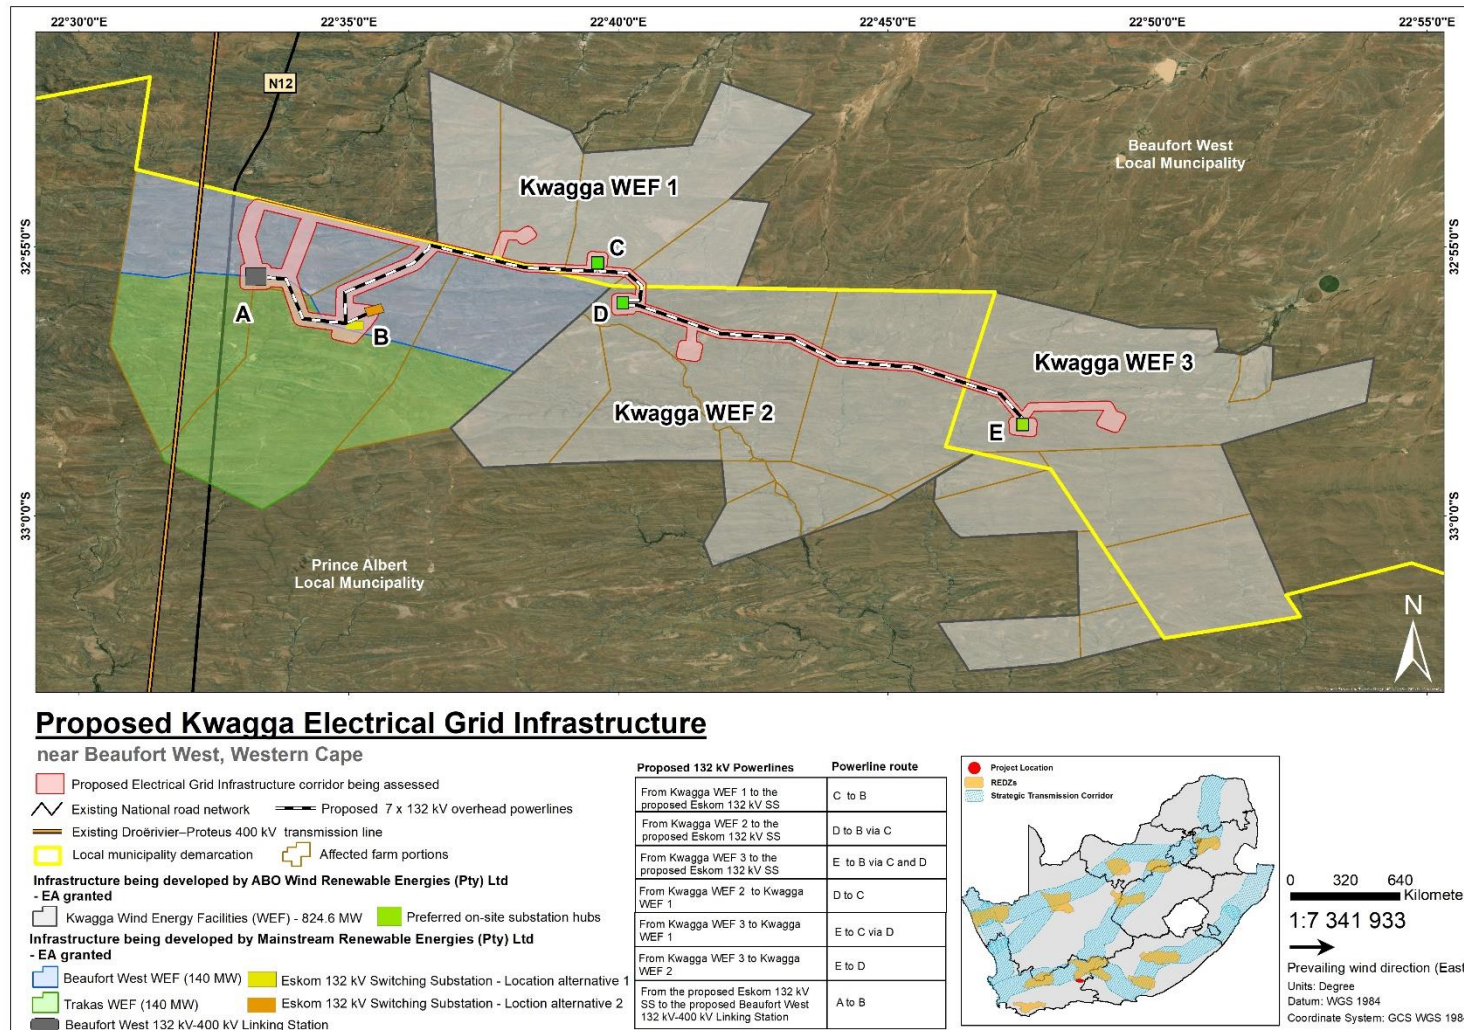 22°30'0"E 22°35'0"E 22°40'0"E 22°45'0"E 22°50'0"E 22°55'0"E
N12
Beaufort West
Local Muncipality
Kwagga WEF 1
32°55'0"S
32°55'0"S
C
A
D
B
Kwagga WEF 3
Kwagga WEF 2
E
33°0'0"S
33°0'0"S
Prince Albert
Local Muncipality
N
Proposed Kwagga Electrical Grid Infrastructure
near Beaufort West, Western Cape
Proposed Electrical Grid Infrastructure corridor being assessed
Existing National road network Proposed 7 x 132 kV overhead powerlines
Existing Droërivier–Proteus 400 kV transmission line
Local municipality demarcation Affected farm portions
Infrastructure being developed by ABO Wind Renewable Energies (Pty) Ltd
- EA granted
Kwagga Wind Energy Facilities (WEF) - 824.6 MW Preferred on-site substation hubs
Infrastructure being developed by Mainstream Renewable Energies (Pty) Ltd
- EA granted
Beaufort West WEF (140 MW) Eskom 132 kV Switching Substation - Location alternative 1
Trakas WEF (140 MW) Eskom 132 kV Switching Substation - Loction alternative 2
Beaufort West 132 kV-400 kV Linking Station
Proposed 132 kV Powerlines Powerline route
From Kwagga WEF 1 to the
proposed Eskom 132 kV SS
C to B
From Kwagga WEF 2 to the
proposed Eskom 132 kV SS
D to B via C
From Kwagga WEF 3 to the
proposed Eskom 132 kV SS
E to B via C and D
From Kwagga WEF 2 to Kwagga
WEF 1
D to C
From Kwagga WEF 3 to Kwagga
WEF 1
E to C via D
From Kwagga WEF 3 to Kwagga
WEF 2
E to D
From the proposed Eskom 132 kV
SS to the proposed Beaufort West
132 kV-400 kV Linking Station
A to B
Project Location
REDZs
Strategic Transmission Corridor
0 320 640
Kilomete
1:7 341 933
Prevailing wind direction (East
Units: Degree
Datum: WGS 1984
Coordinate System: GCS WGS 198